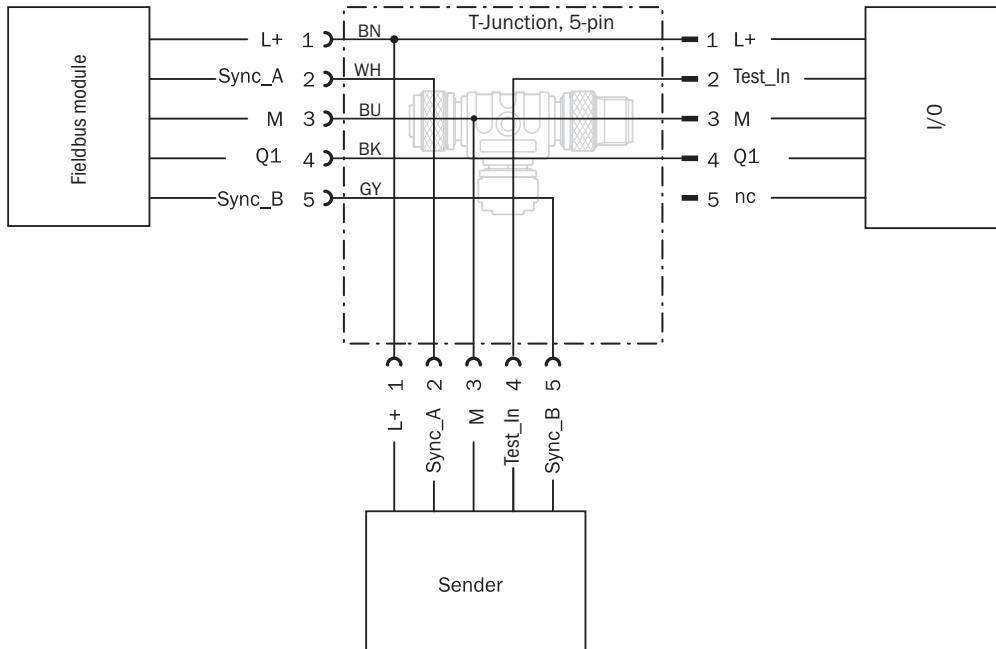 T-Junction, 5-pin
Fieldbus module
L+ 1 BN
Sync_A 2 WH
M 3 BU
Q1 4 BK
Sync_B 5 GY
1 L+
2 Test_In
3 M
4 Q1
5 nc
I/O
1 L+
2 Sync_A
3 M
4 Test_In
5 Sync_B
Sender